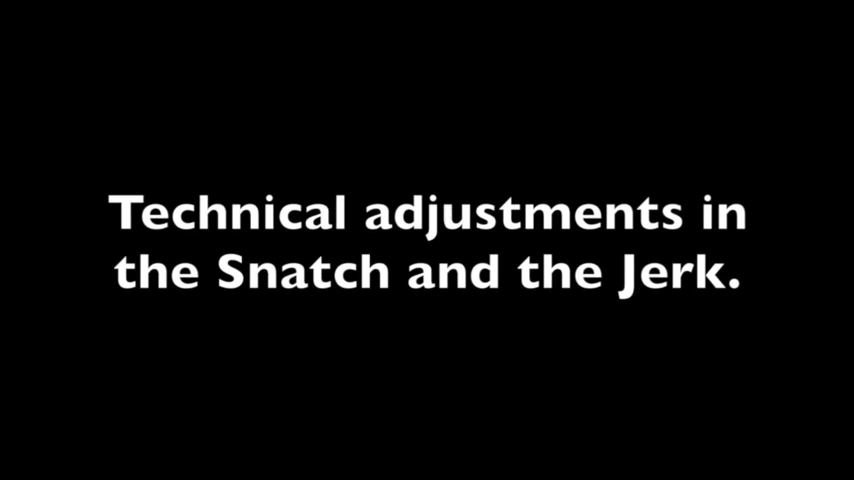 Technical adjustments in
the Snatch and the Jerk.